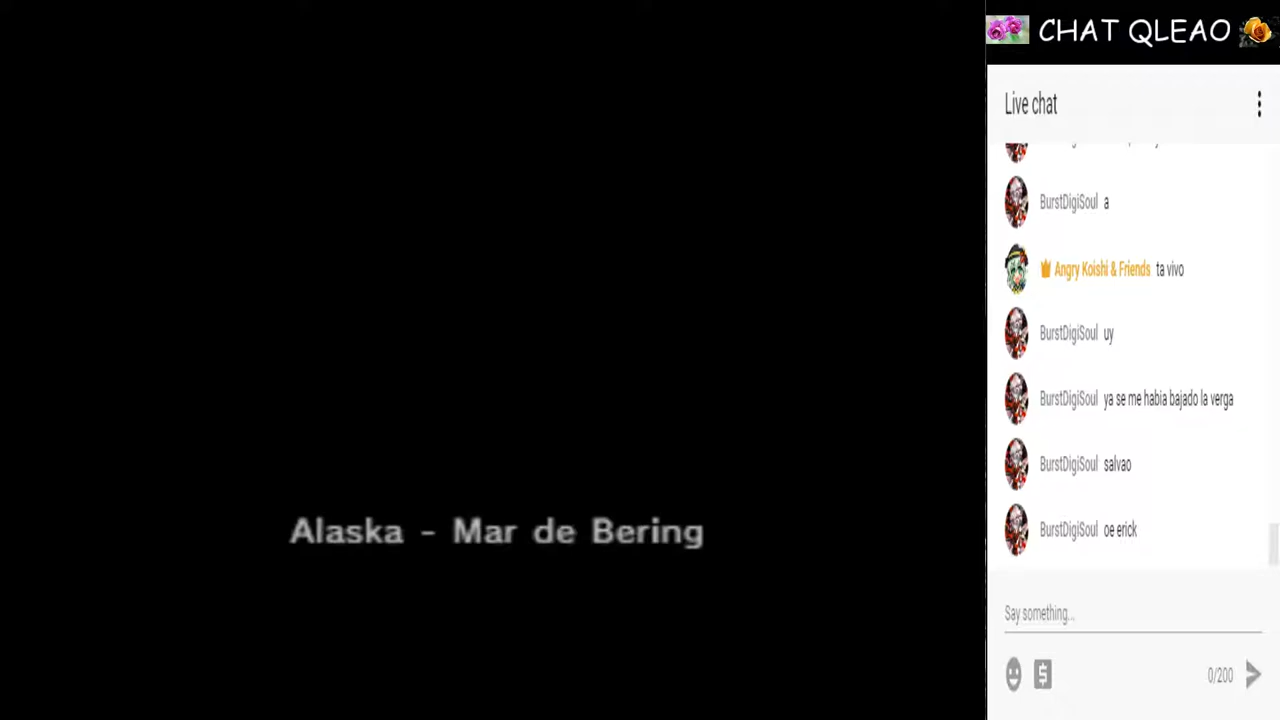 CHAT QLEAO
Live chat
BurstDigiSoul a
Angry Koishi & Friends ta vivo
BurstDigiSoul uy
BurstDigiSoul ya se me habia bajado la verga
BurstDigiSoul salvao
BurstDigiSoul oe erick
Alaska - Mar de Bering
Say something...
0/200